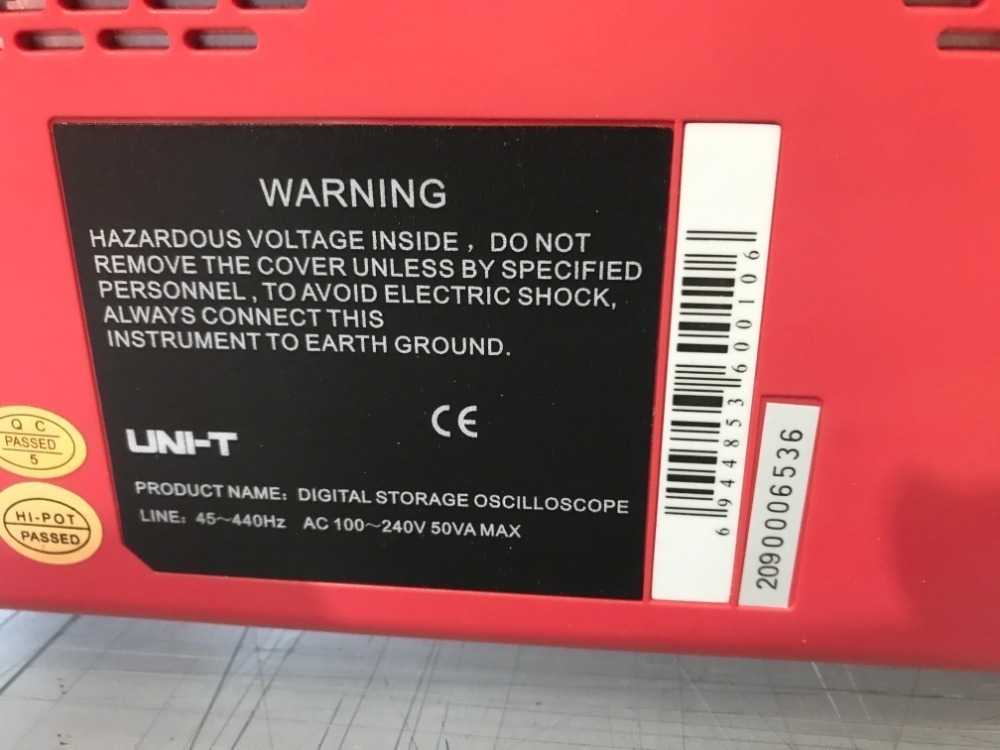 WARNING
HAZARDOUS VOLTAGE INSIDE , DO NOT
REMOVE THE COVER UNLESS BY SPECIFIED
PERSONNEL , TO AVOID ELECTRIC SHOCK,
ALWAYS CONNECT THIS
INSTRUMENT TO EARTH GROUND.
CE
UNI-T
PRODUCT NAME: DIGITAL STORAGE OSCILLOSCOPE
LINE: 45~440Hz AC 100~240V 50VA MAX
Q C
PASSED
5
HI-POT
PASSED
6 944853 600106
2090006536